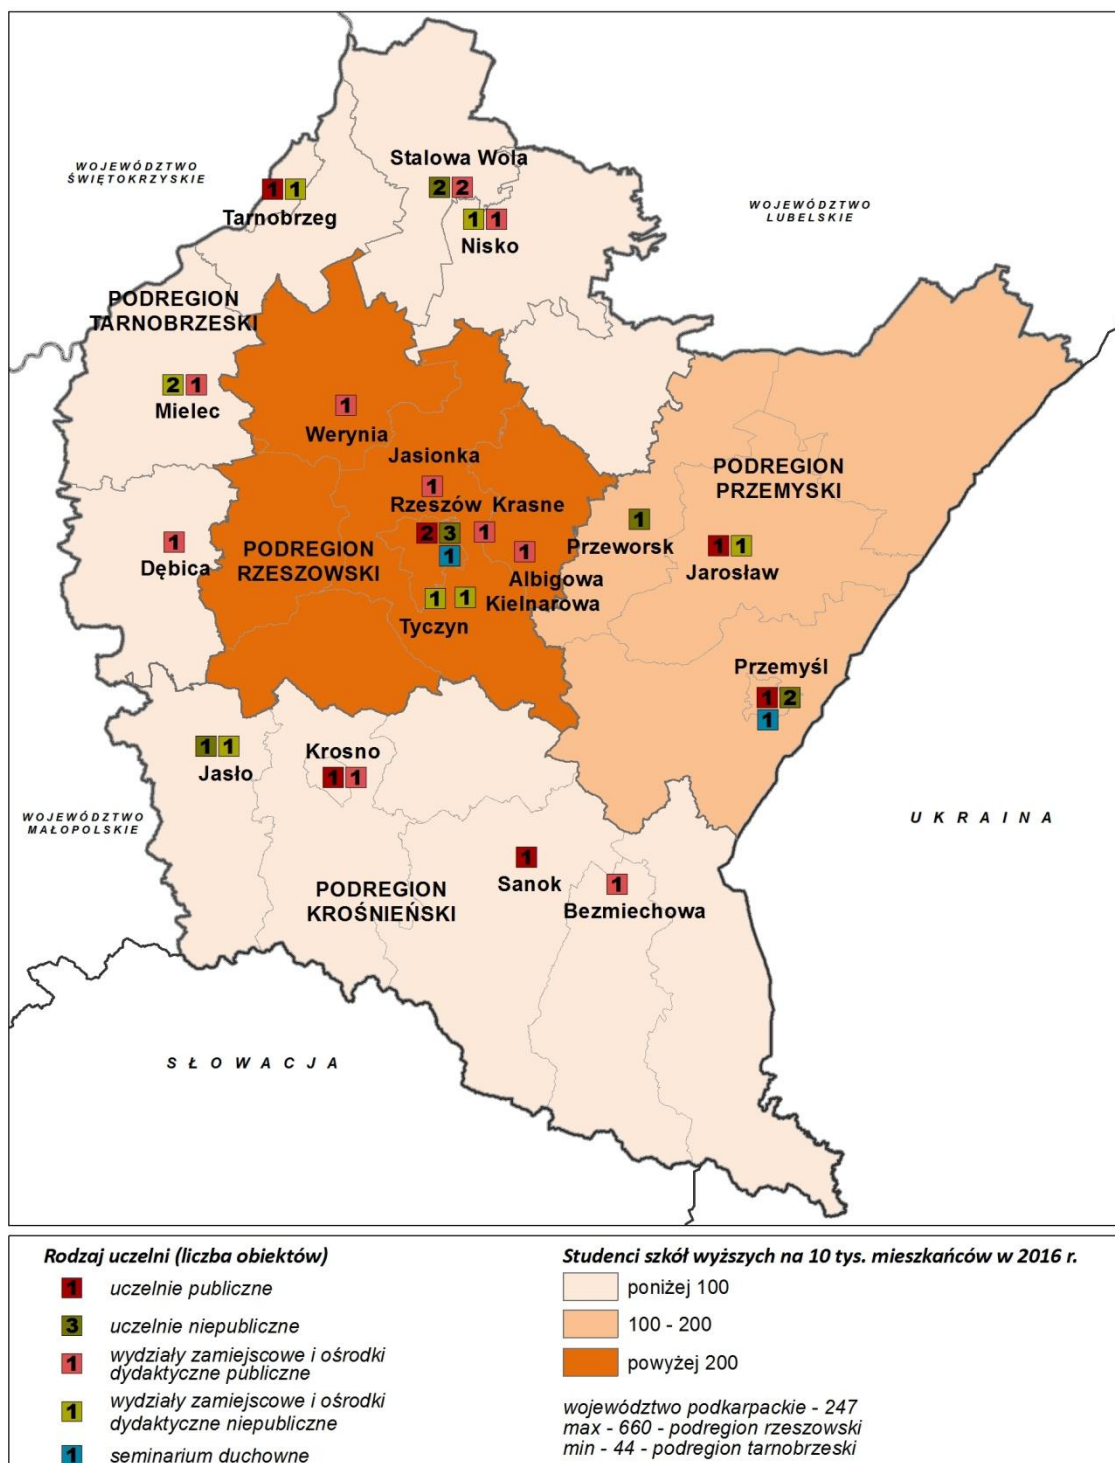 WOJEWÓDZTWO
ŚWIĘTOKRZYSKIE
Stalowa Wola
2 2
1 1
Tarnobrzeg
1 1
Nisko
WOJEWÓDZTWO
LUBELSKIE
PODREGION
TARNOBRZESKI
2 1
Mielec
1
Werynia
Jasionka
1
Rzeszów
2 3
1
Krasne
1
1
Albigowa
Kielnarowa
1 1
Tyczyn
PODREGION
RZESZOWSKI
1
Dębica
PODREGION
PRZEMYSKI
1
Przeworsk
1 1
Jarosław
Przemyśl
1 2
1
1 1
Jasło
Krosno
1 1
WOJEWÓDZTWO
MAŁOPOLSKIE
UKRAINA
1
Sanok
1
Bezmiechowa
PODREGION
KROŚNIEŃSKI
SŁOWACJA
Rodzaj uczelni (liczba obiektów)
1 uczelnie publiczne
3 uczelnie niepubliczne
1 wydziały zamiejscowe i ośrodki
dydaktyczne publiczne
1 wydziały zamiejscowe i ośrodki
dydaktyczne niepubliczne
1 seminarium duchowne
Studenci szkół wyższych na 10 tys. mieszkańców w 2016 r.
poniżej 100
100 - 200
powyżej 200
województwo podkarpackie - 247
max - 660 - podregion rzeszowski
min - 44 - podregion tarnobrzeski